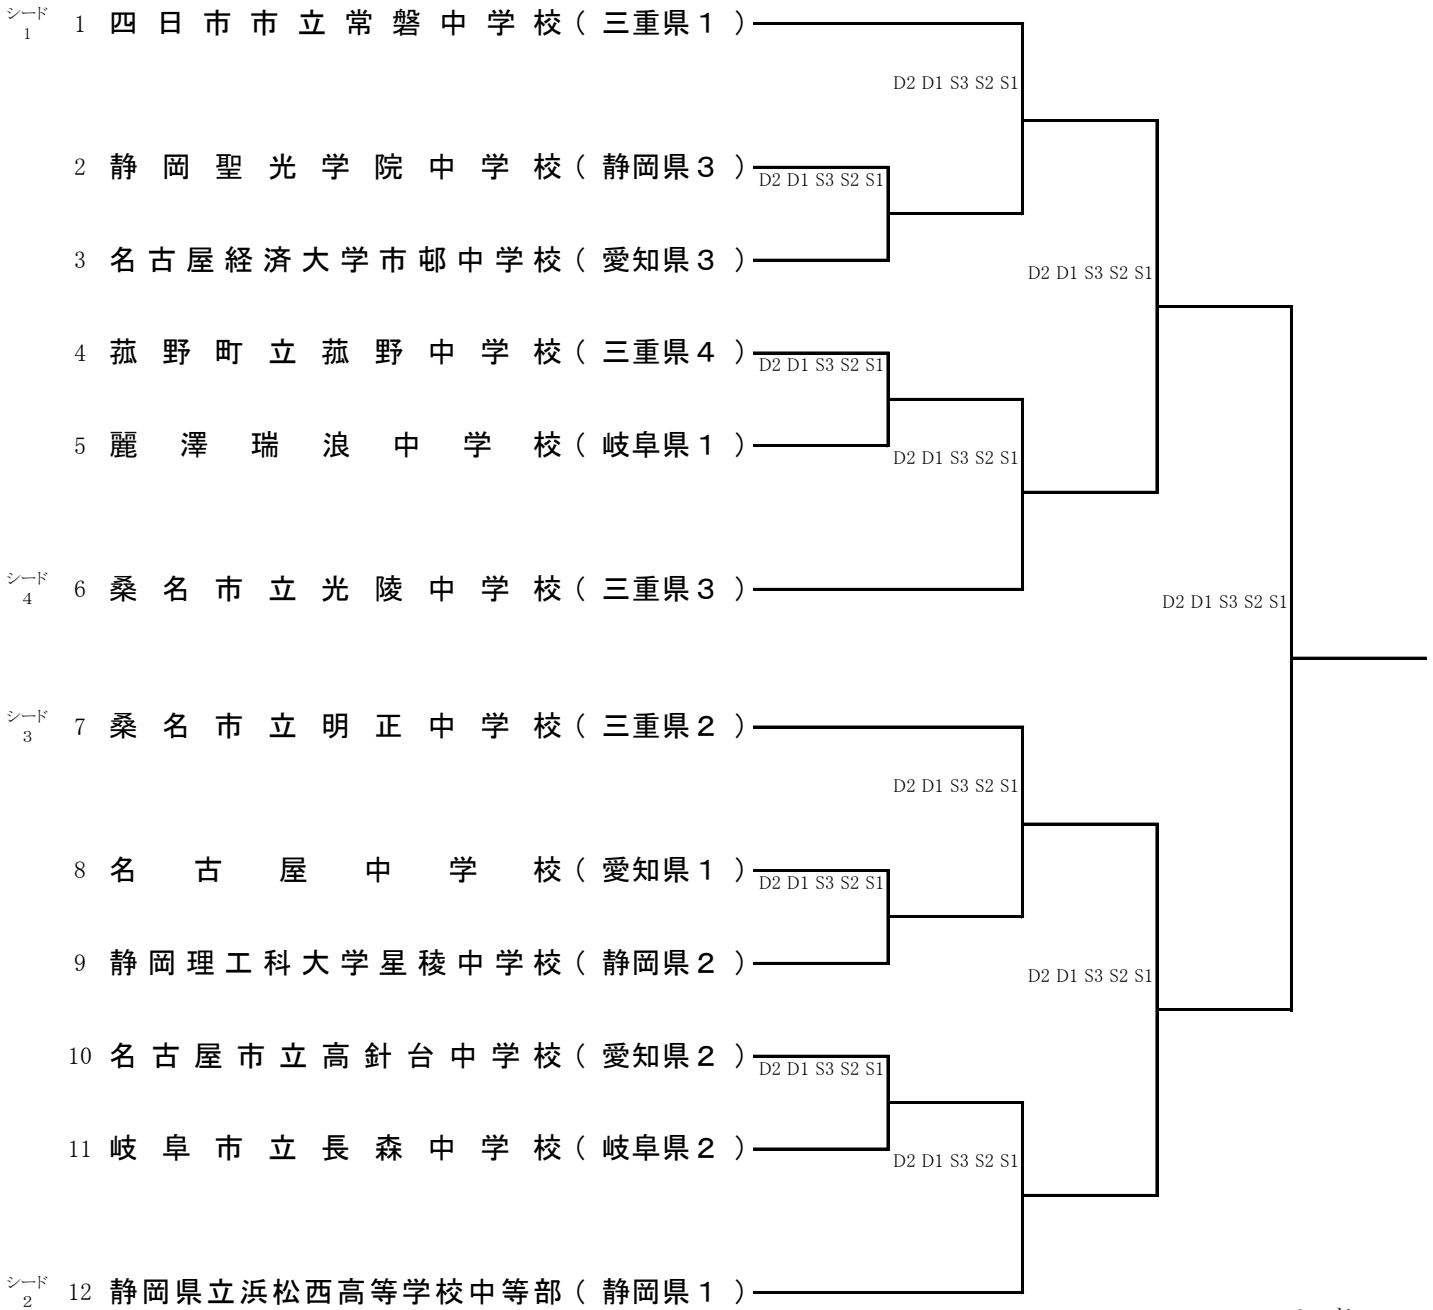 シード 1 1 四日市市立常磐中学校(三重県１)
D2 D1 S3 S2 S1
2 静岡聖光学院中学校(静岡県３)
D2 D1 S3 S2 S1
3 名古屋経済大学市邨中学校(愛知県３)
D2 D1 S3 S2 S1
4 菰野町立菰野中学校(三重県４)
D2 D1 S3 S2 S1
5 麗澤瑞浪中学校(岐阜県１)
D2 D1 S3 S2 S1
シード 4 6 桑名市立光陵中学校(三重県３)
D2 D1 S3 S2 S1
シード 3 7 桑名市立明正中学校(三重県２)
D2 D1 S3 S2 S1
8 名古屋中学校(愛知県１)
D2 D1 S3 S2 S1
9 静岡理工科大学星稜中学校(静岡県２)
D2 D1 S3 S2 S1
10 名古屋市立高針台中学校(愛知県２)
D2 D1 S3 S2 S1
11 岐阜市立長森中学校(岐阜県２)
D2 D1 S3 S2 S1
シード 2 12 静岡県立浜松西高等学校中等部(静岡県１)